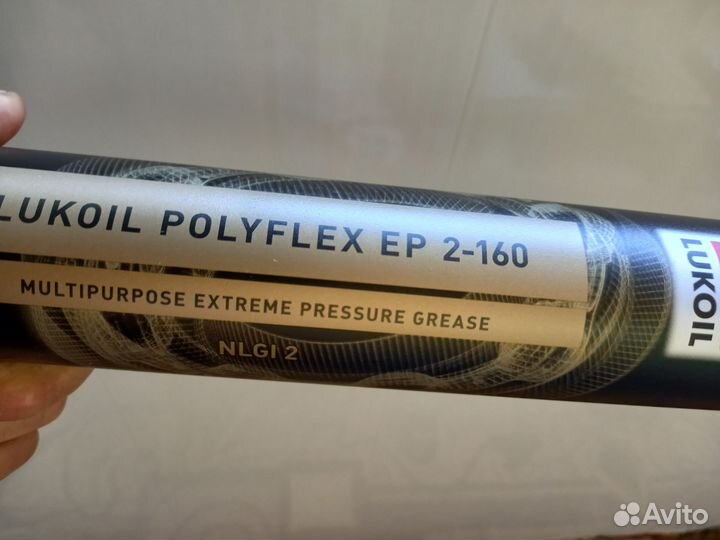 LUKOIL POLYFLEX EP 2-160
MULTIPURPOSE EXTREME PRESSURE GREASE
NLGI 2
LUKOIL
Avito